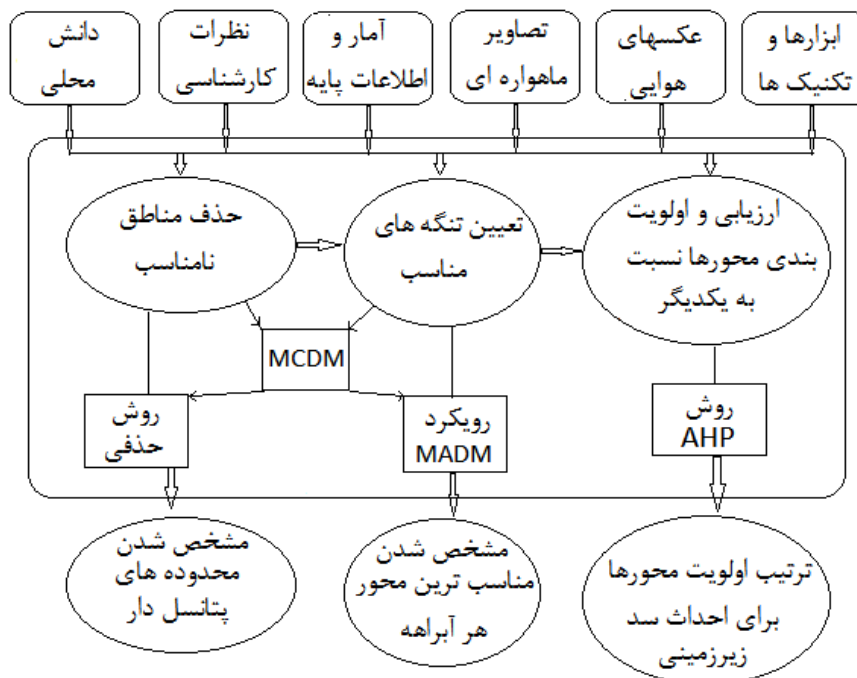 ابزارها و
تکنیک ها
عکسهای
هوایی
تصاویر
ماهواره ای
آمار و
اطلاعات پایه
نظرات
کارشناسی
دانش
محلی
ارزیابی و اولویت
بندی محورها نسبت
به یکدیگر
تعیین تنگه های
مناسب
حذف مناطق
نامناسب
MCDM
روش
AHP
رویکرد
MADM
روش
حذفی
ترتیب اولویت محورها
برای احداث سد
زیرزمینی
مشخص شدن
مناسب ترین محور
هر آبراهه
مشخص شدن
محدوده های
پتانسل دار